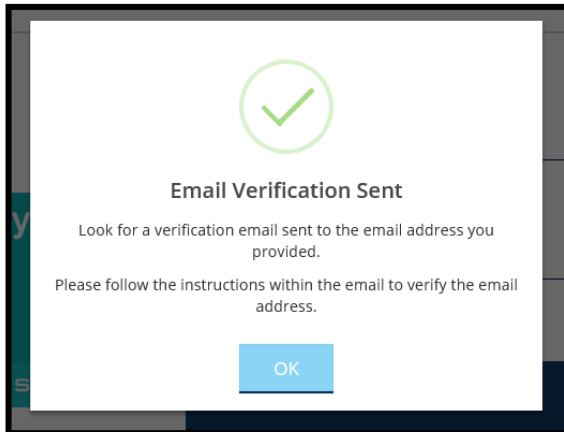 Email Verification Sent
Look for a verification email sent to the email address you
provided.
Please follow the instructions within the email to verify the email
address.
OK
y
s